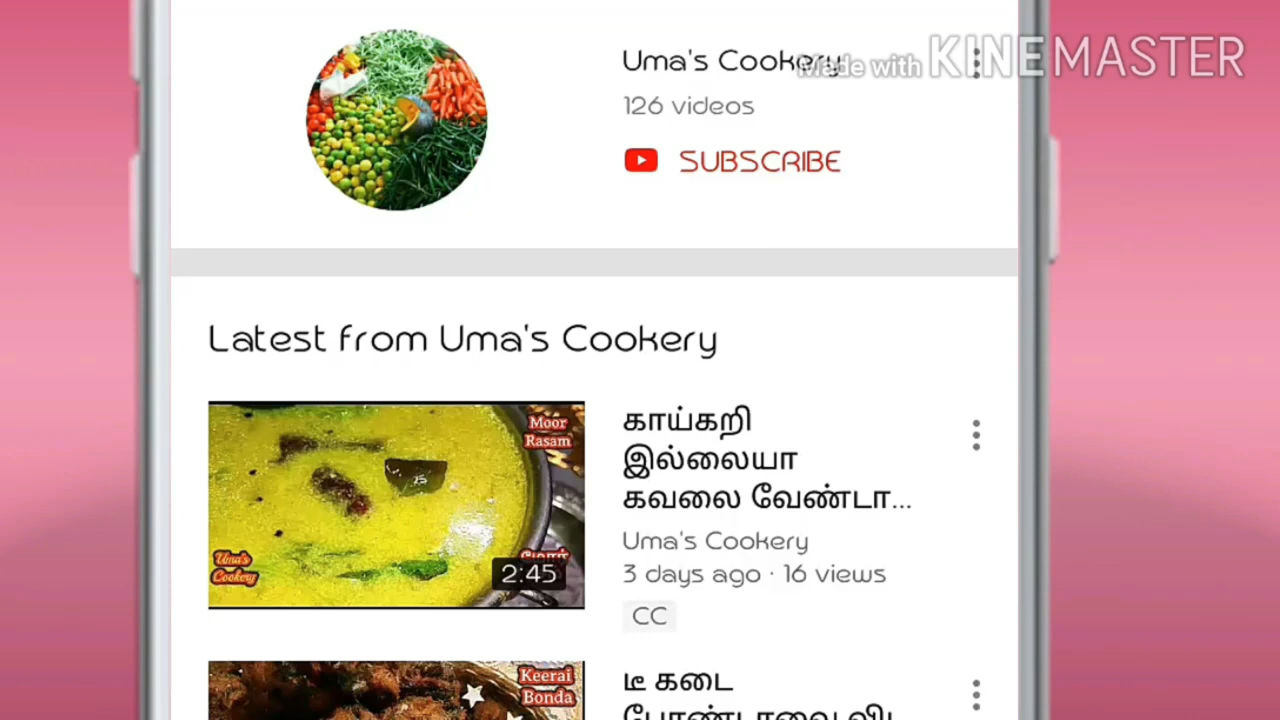 Uma's Cookery
Made with KINEMASTER
126 videos
SUBSCRIBE
Latest from Uma's Cookery
Moor
Rasam
Uma's
Cookery
மோர்
2:45
காய்கறி
இல்லையா
கவலை வேண்டா...
Uma's Cookery
3 days ago · 16 views
CC
Keerai
Bonda
டீ கடை